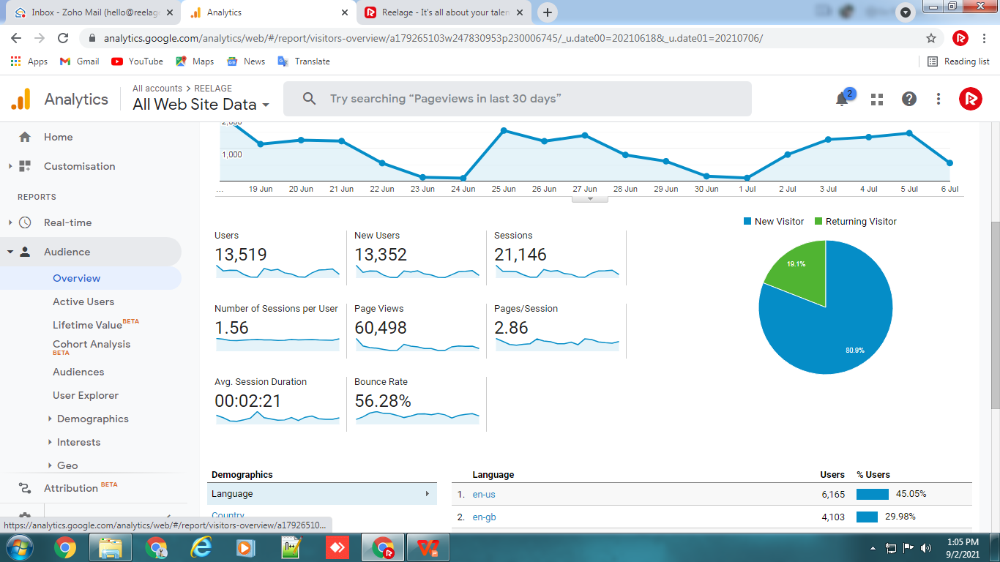 Inbox - Zoho Mail (hello@reelage
Analytics
Reelage - It's all about your talen
analytics.google.com/analytics/web/#/report/visitors-overview/a179265103w247830953p230006745/_u.date00=20210618&_u.date01=20210706/
Apps
Gmail
YouTube
Maps
News
Translate
Reading list
Analytics
All accounts > REELAGE
All Web Site Data
Try searching “Pageviews in last 30 days”
2
Home
Customisation
REPORTS
Real-time
Audience
Overview
Active Users
Lifetime Value BETA
Cohort Analysis
BETA
Audiences
User Explorer
Demographics
Interests
Geo
Attribution BETA
2,000
1,000
... 19 Jun 20 Jun 21 Jun 22 Jun 23 Jun 24 Jun 25 Jun 26 Jun 27 Jun 28 Jun 29 Jun 30 Jun 1 Jul 2 Jul 3 Jul 4 Jul 5 Jul 6 Jul
New Visitor Returning Visitor
19.1%
80.9%
Users
13,519
New Users
13,352
Sessions
21,146
Number of Sessions per User
1.56
Page Views
60,498
Pages/Session
2.86
Avg. Session Duration
00:02:21
Bounce Rate
56.28%
Demographics
Language
Country
Language Users % Users
1. en-us 6,165 45.05%
2. en-gb 4,103 29.98%
https://analytics.google.com/analytics/web/#/report/visitors-overview/a17926510...
1:05 PM
9/2/2021